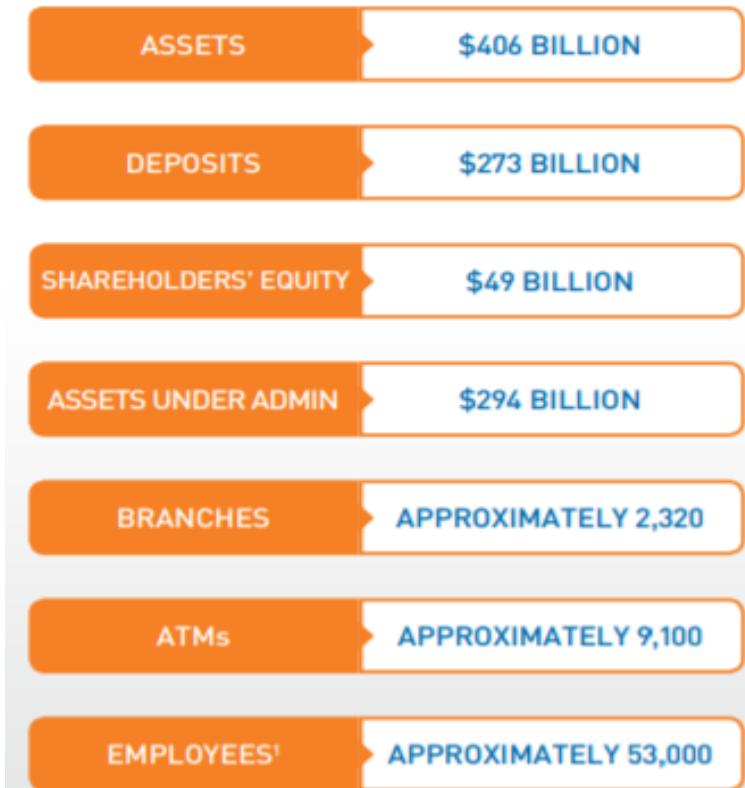 ASSETS $406 BILLION
DEPOSITS $273 BILLION
SHAREHOLDERS' EQUITY $49 BILLION
ASSETS UNDER ADMIN $294 BILLION
BRANCHES APPROXIMATELY 2,320
ATMs APPROXIMATELY 9,100
EMPLOYEES¹ APPROXIMATELY 53,000